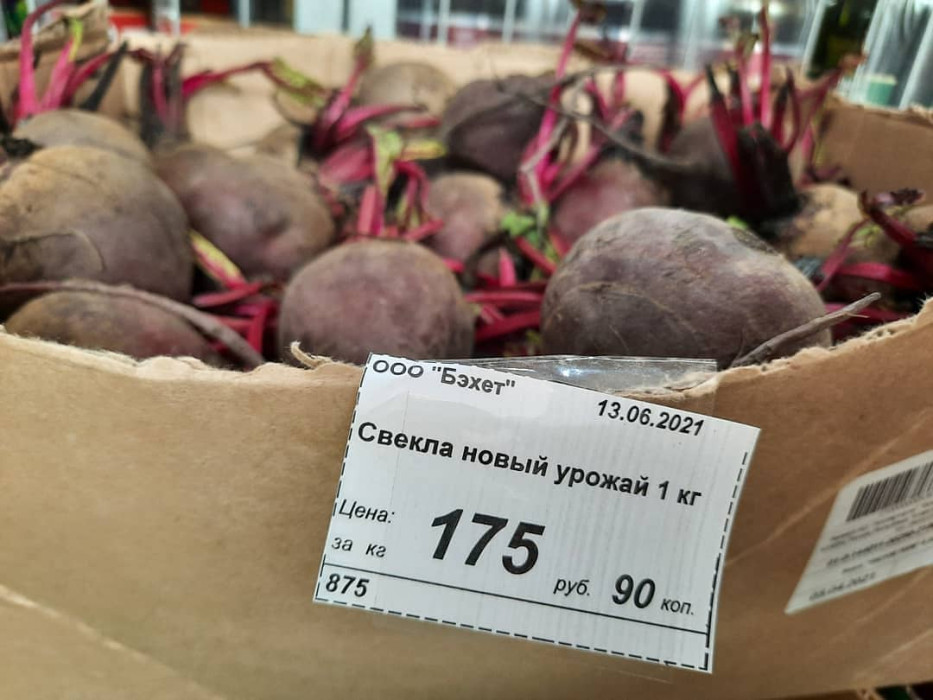 ООО "Бэхет"
13.06.2021
Свекла новый урожай 1 кг
Цена:
за кг
175 руб. 90 коп.
875